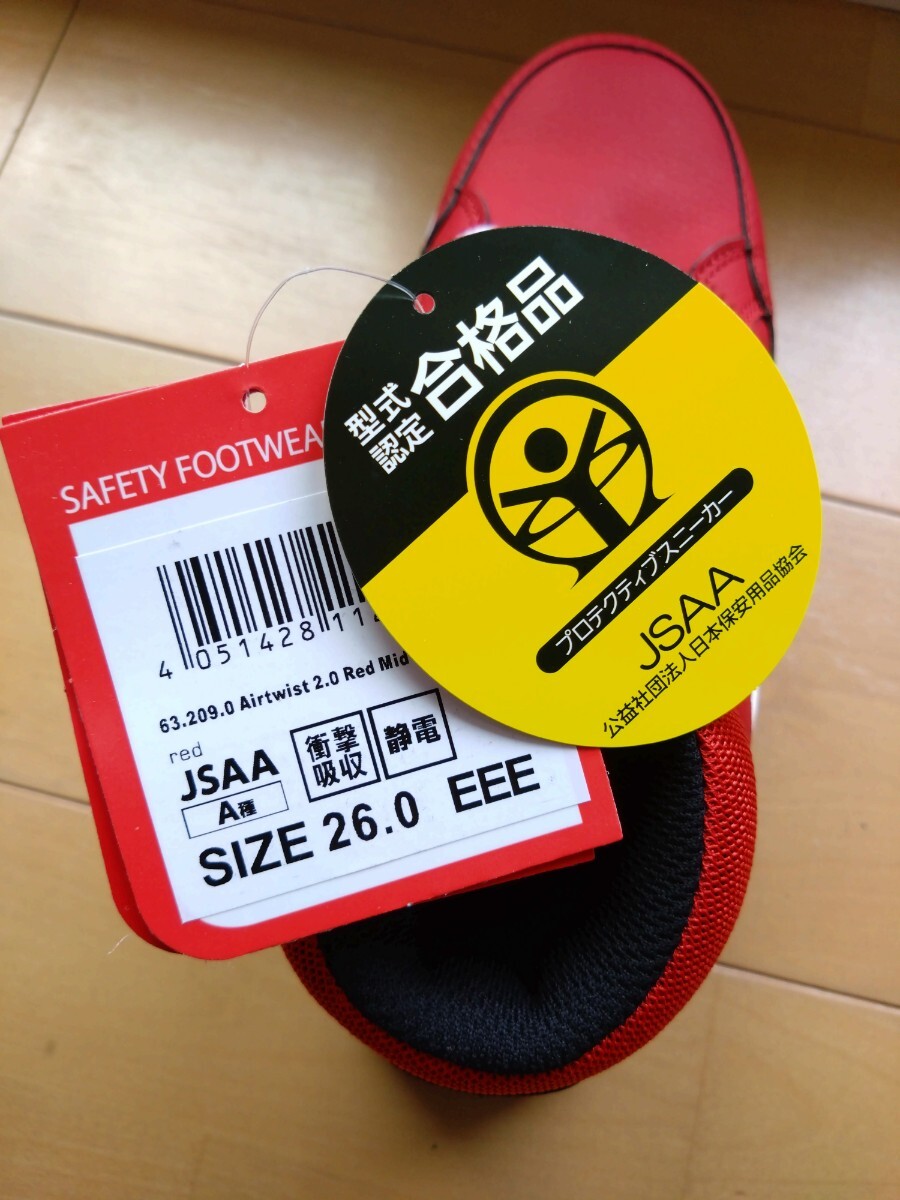 型式
認定
合格品
プロテクティブスニーカー
JSAA
公益社団法人日本保安用品協会
SAFETY FOOTWEA
4 051428 11
63.209.0 Airtwist 2.0 Red Mid
red
JSAA
A種
衝撃
吸収
静電
SIZE 26.0 EEE